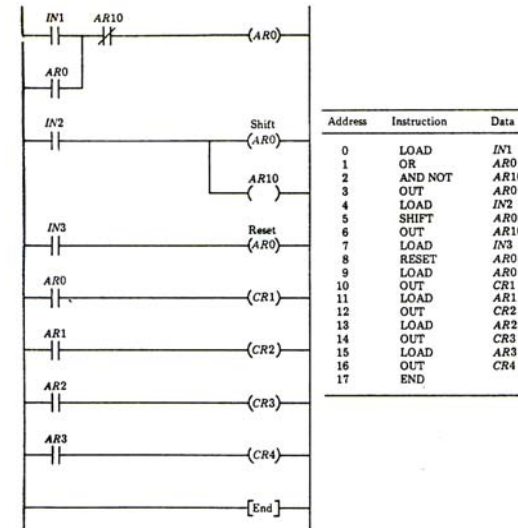 IN1 AR10
(AR0)
AR0
IN2 Shift
(AR0)
AR10
( )
IN3 Reset
(AR0)
AR0
(CR1)
AR1
(CR2)
AR2
(CR3)
AR3
(CR4)
[End]
Address Instruction Data
0 LOAD IN1
1 OR AR0
2 AND NOT AR10
3 OUT AR0
4 LOAD IN2
5 SHIFT AR0
6 OUT AR10
7 LOAD IN3
8 RESET AR0
9 LOAD AR0
10 OUT CR1
11 LOAD AR1
12 OUT CR2
13 LOAD AR2
14 OUT CR3
15 LOAD AR3
16 OUT CR4
17 END